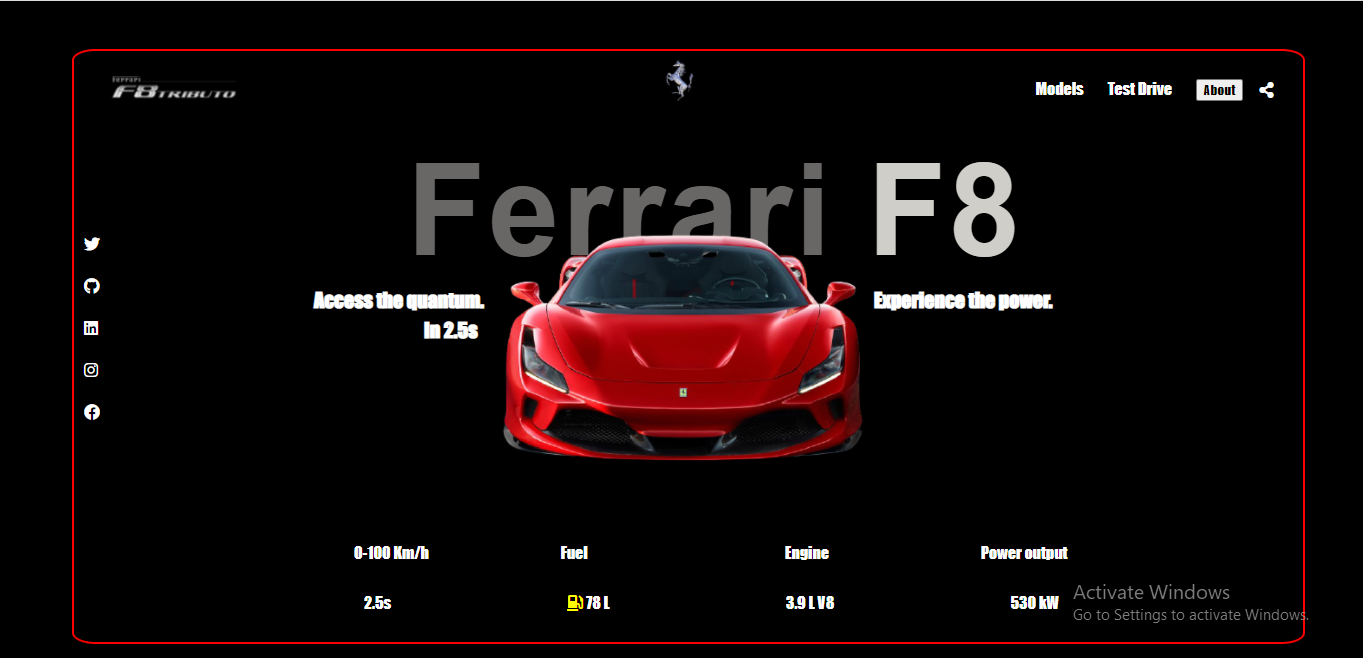 Ferrari
F8 TRIBUTO
Models Test Drive About
Ferrari F8
Access the quantum.
In 2.5s
Experience the power.
0-100 Km/h Fuel Engine Power output
2.5s 78 L 3.9 L V8 530 kW
Activate Windows
Go to Settings to activate Windows.